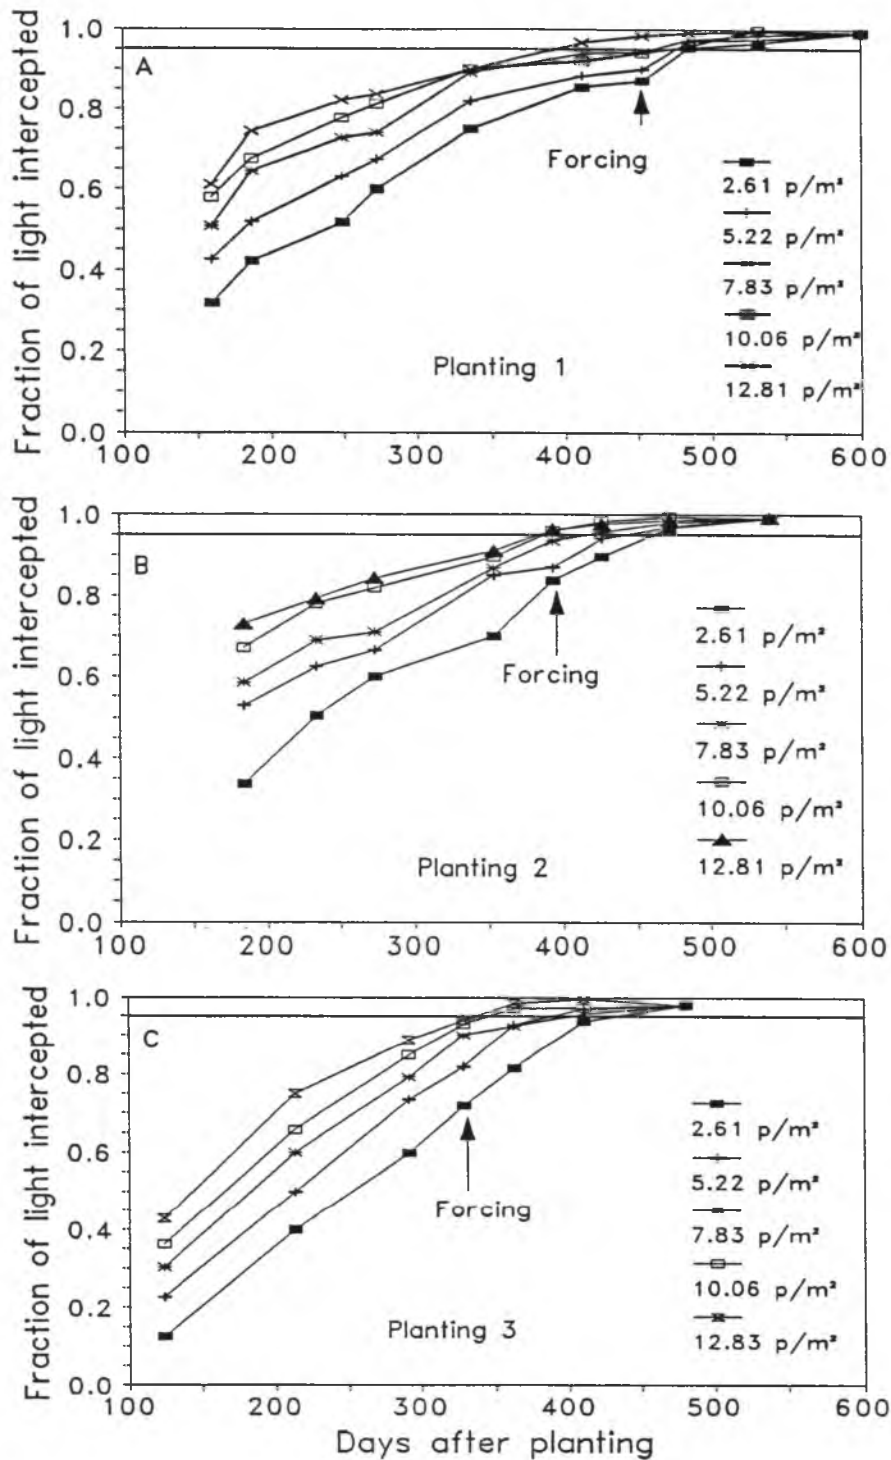 Fraction of light intercepted
1.0
A
0.8
Forcing
0.6
2.61 p/m²
5.22 p/m²
0.4
7.83 p/m²
10.06 p/m²
0.2
Planting 1
12.81 p/m²
0.0
100 200 300 400 500 600
Fraction of light intercepted
1.0
B
0.8
2.61 p/m²
0.6
Forcing
5.22 p/m²
7.83 p/m²
0.4
10.06 p/m²
0.2
Planting 2
12.81 p/m²
0.0
100 200 300 400 500 600
Fraction of light intercepted
1.0
C
0.8
2.61 p/m²
0.6
5.22 p/m²
Forcing
0.4
7.83 p/m²
10.06 p/m²
0.2
Planting 3
12.83 p/m²
0.0
100 200 300 400 500 600
Days after planting